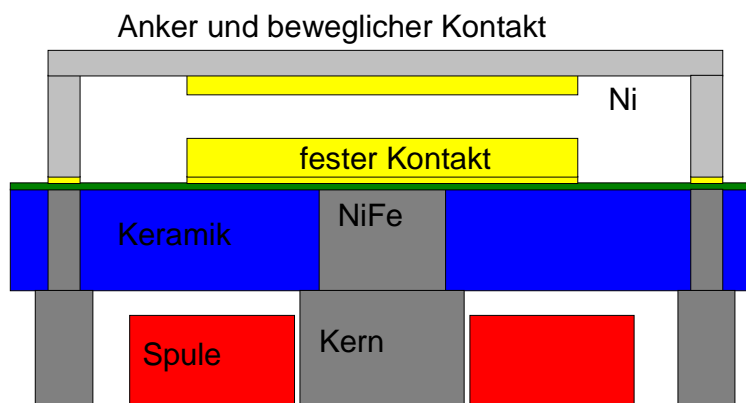 Anker und beweglicher Kontakt
Ni
fester Kontakt
NiFe
Keramik
Kern
Spule